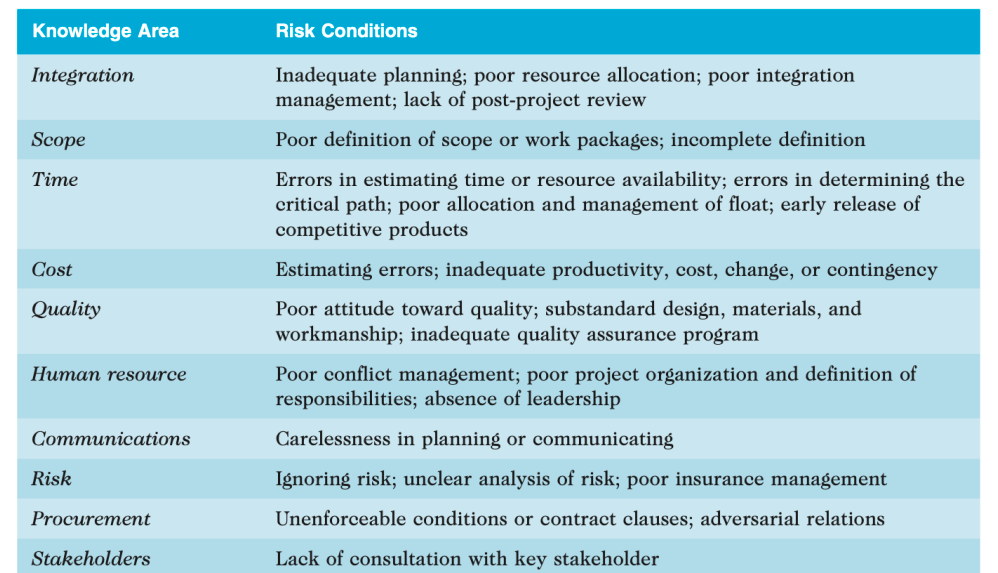 Knowledge Area Risk Conditions
Integration Inadequate planning; poor resource allocation; poor integration
management; lack of post-project review
Scope Poor definition of scope or work packages; incomplete definition
Time Errors in estimating time or resource availability; errors in determining the
critical path; poor allocation and management of float; early release of
competitive products
Cost Estimating errors; inadequate productivity, cost, change, or contingency
Quality Poor attitude toward quality; substandard design, materials, and
workmanship; inadequate quality assurance program
Human resource Poor conflict management; poor project organization and definition of
responsibilities; absence of leadership
Communications Carelessness in planning or communicating
Risk Ignoring risk; unclear analysis of risk; poor insurance management
Procurement Unenforceable conditions or contract clauses; adversarial relations
Stakeholders Lack of consultation with key stakeholder